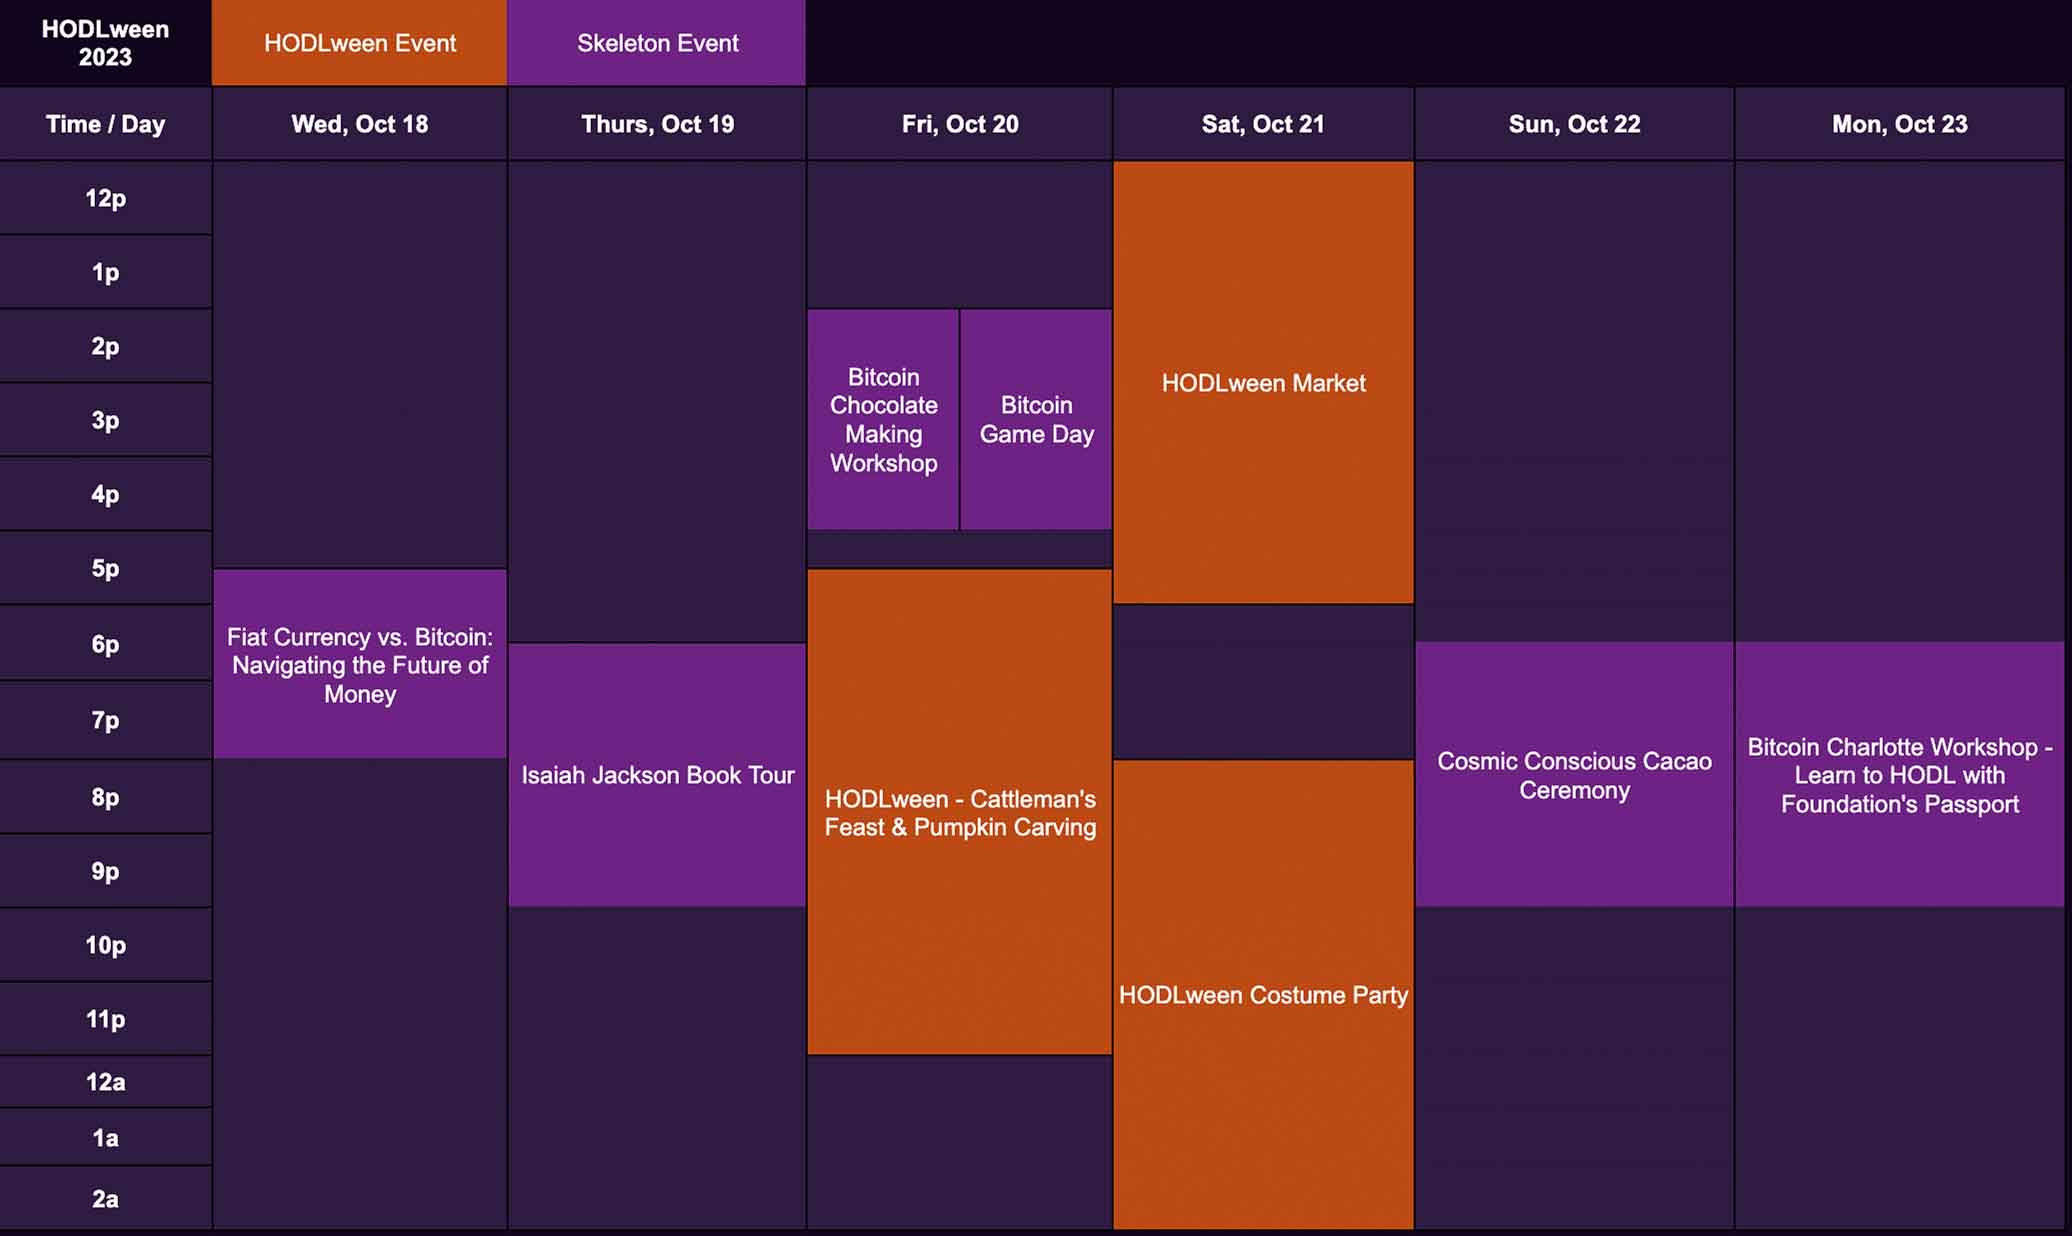 HODLween
2023
HODLween Event
Skeleton Event
Time / Day
Wed, Oct 18
Thurs, Oct 19
Fri, Oct 20
Sat, Oct 21
Sun, Oct 22
Mon, Oct 23
12p
1p
2p
3p
4p
5p
6p
7p
8p
9p
10p
11p
12a
1a
2a
Fiat Currency vs. Bitcoin:
Navigating the Future of
Money
Isaiah Jackson Book Tour
Bitcoin
Chocolate
Making
Workshop
Bitcoin
Game Day
HODLween - Cattleman's
Feast & Pumpkin Carving
HODLween Market
HODLween Costume Party
Cosmic Conscious Cacao
Ceremony
Bitcoin Charlotte Workshop -
Learn to HODL with
Foundation's Passport